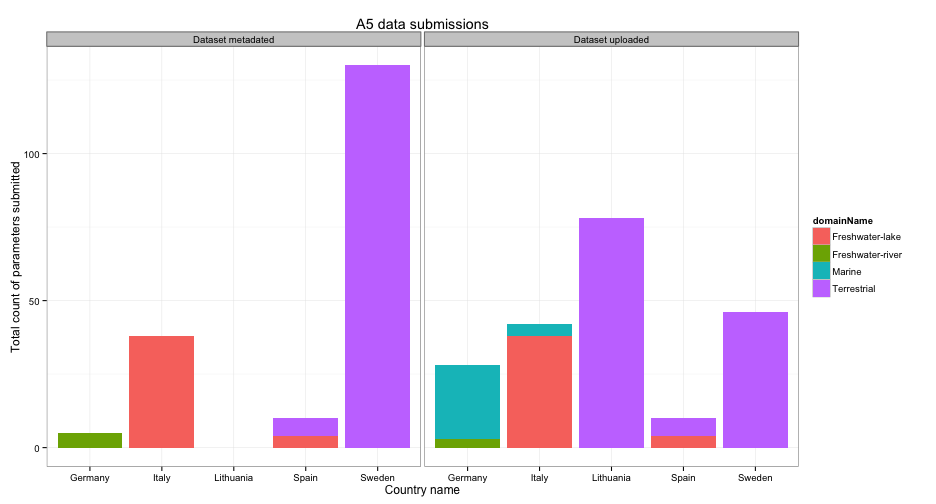 A5 data submissions
Dataset metadated
Dataset uploaded
Total count of parameters submitted
100
50
0
Germany Italy Lithuania Spain Sweden
Germany Italy Lithuania Spain Sweden
Country name
domainName
Freshwater-lake
Freshwater-river
Marine
Terrestrial